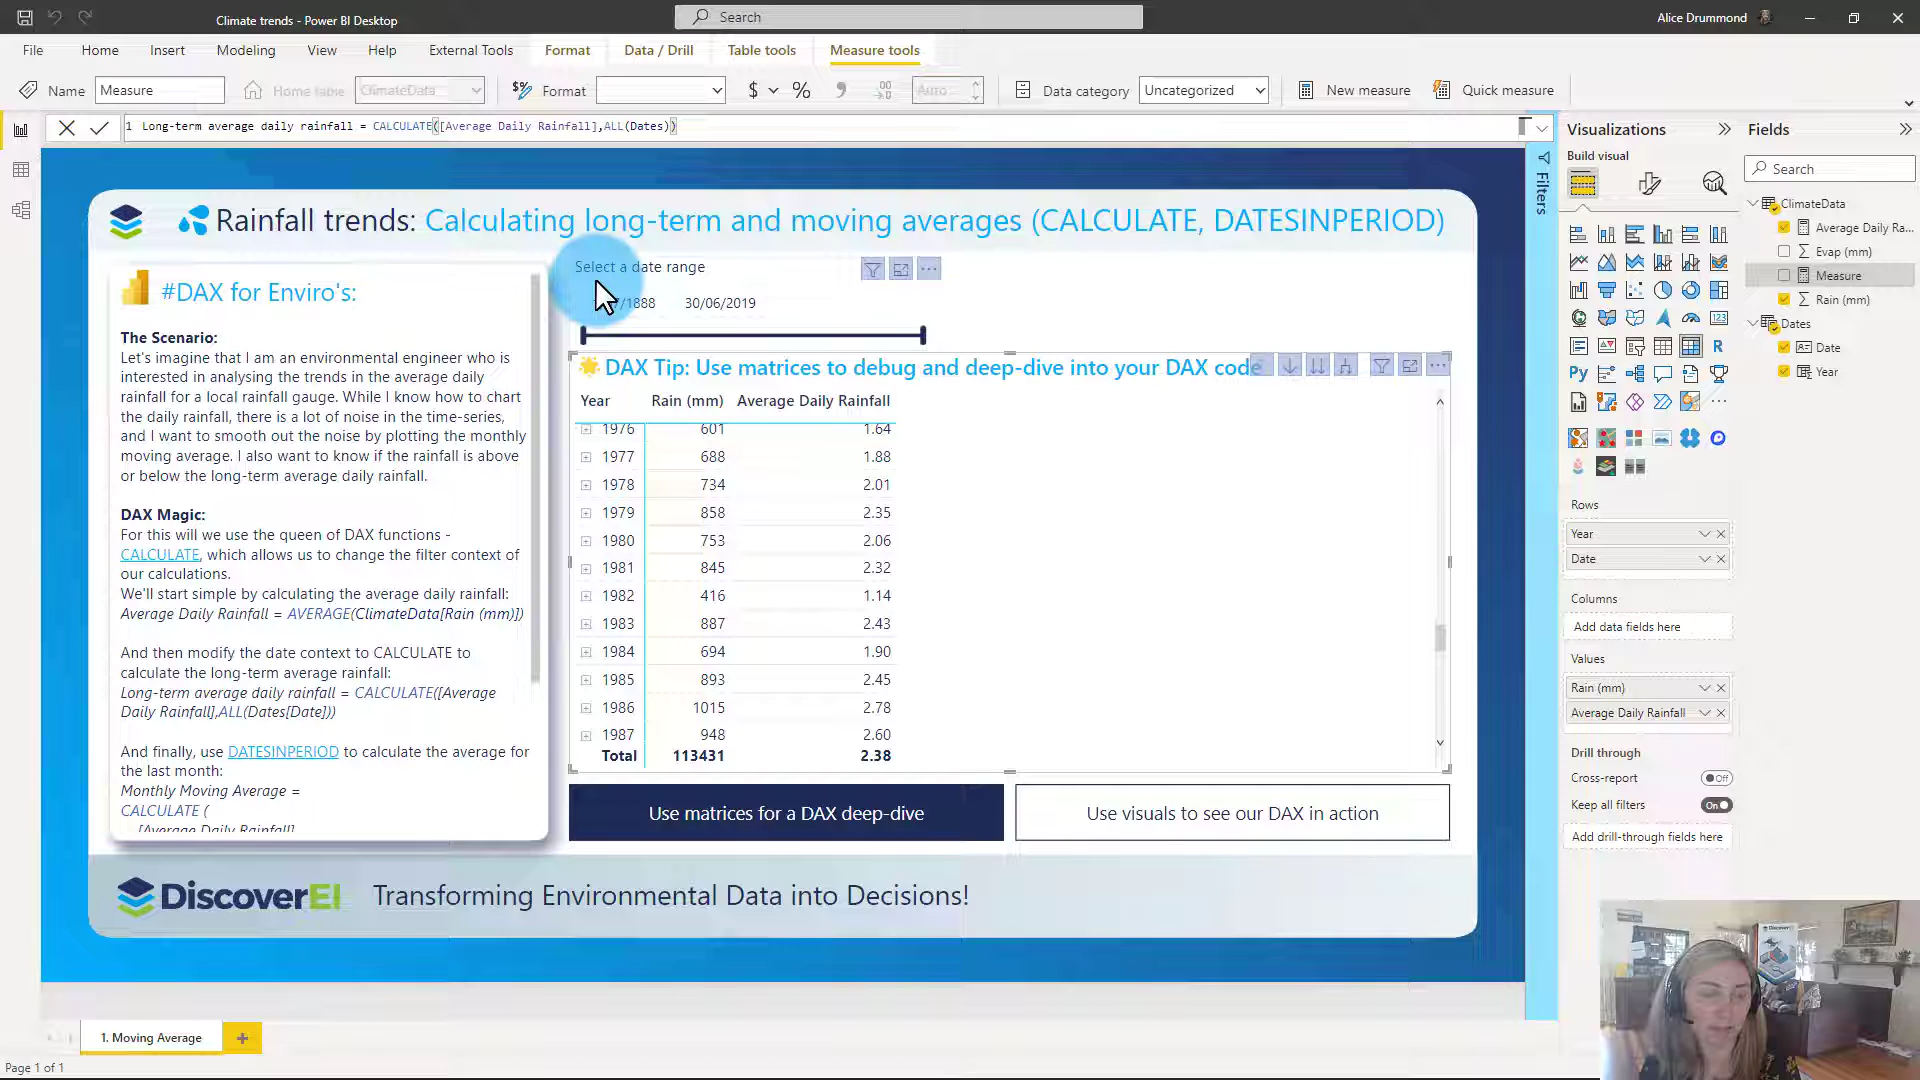 Climate trends - Power BI Desktop
Search
Alice Drummond
File Home Insert Modeling View Help External Tools Format Data / Drill Table tools Measure tools
Name Measure Home table ClimateData Format $ % Auto Data category Uncategorized New measure Quick measure
1 Long-term average daily rainfall = CALCULATE([Average Daily Rainfall],ALL(Dates))
Rainfall trends: Calculating long-term and moving averages (CALCULATE, DATESINPERIOD)
#DAX for Enviro's:
The Scenario:
Let's imagine that I am an environmental engineer who is
interested in analysing the trends in the average daily
rainfall for a local rainfall gauge. While I know how to chart
the daily rainfall, there is a lot of noise in the time-series,
and I want to smooth out the noise by plotting the monthly
moving average. I also want to know if the rainfall is above
or below the long-term average daily rainfall.
DAX Magic:
For this will we use the queen of DAX functions -
CALCULATE, which allows us to change the filter context of
our calculations.
We'll start simple by calculating the average daily rainfall:
Average Daily Rainfall = AVERAGE(ClimateData[Rain (mm)])
And then modify the date context to CALCULATE to
calculate the long-term average rainfall:
Long-term average daily rainfall = CALCULATE([Average
Daily Rainfall],ALL(Dates[Date]))
And finally, use DATESINPERIOD to calculate the average for
the last month:
Monthly Moving Average =
CALCULATE (
[Average Daily Rainfall]
Select a date range
/1888 30/06/2019
DAX Tip: Use matrices to debug and deep-dive into your DAX code
Year Rain (mm) Average Daily Rainfall
1976 601 1.64
1977 688 1.88
1978 734 2.01
1979 858 2.35
1980 753 2.06
1981 845 2.32
1982 416 1.14
1983 887 2.43
1984 694 1.90
1985 893 2.45
1986 1015 2.78
1987 948 2.60
Total 113431 2.38
Use matrices for a DAX deep-dive
Use visuals to see our DAX in action
DiscoverEI Transforming Environmental Data into Decisions!
1. Moving Average
Page 1 of 1
Filters
Visualizations
Build visual
Rows
Year
Date
Columns
Add data fields here
Values
Rain (mm)
Average Daily Rainfall
Drill through
Cross-report Off
Keep all filters On
Add drill-through fields here
Fields
Search
ClimateData
Average Daily Ra...
Evap (mm)
Measure
Rain (mm)
Dates
Date
Year